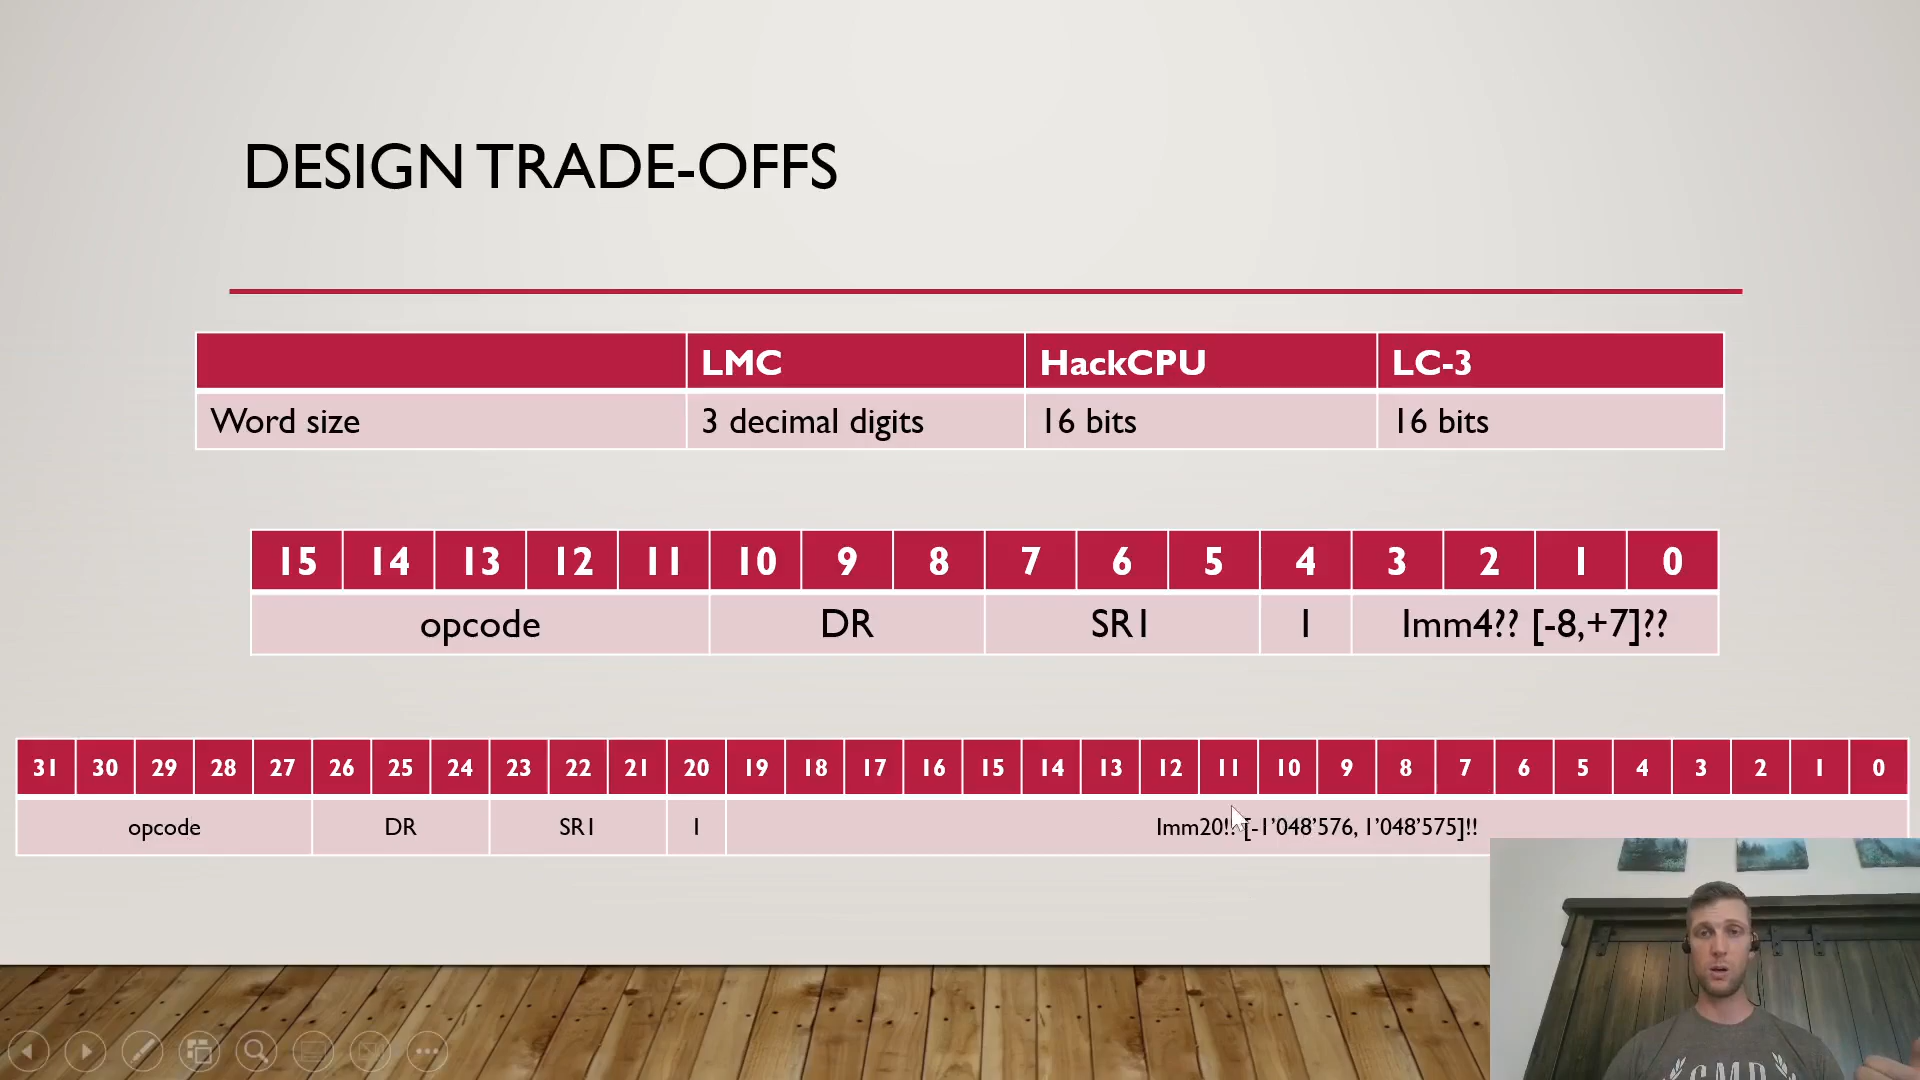 DESIGN TRADE-OFFS
LMC HackCPU LC-3
Word size 3 decimal digits 16 bits 16 bits
15 14 13 12 11 10 9 8 7 6 5 4 3 2 1 0
opcode DR SR1 1 Imm4?? [-8,+7]??
31 30 29 28 27 26 25 24 23 22 21 20 19 18 17 16 15 14 13 12 11 10 9 8 7 6 5 4 3 2 1 0
opcode DR SR1 1 Imm20!! [-1’048’576, 1’048’575]!!